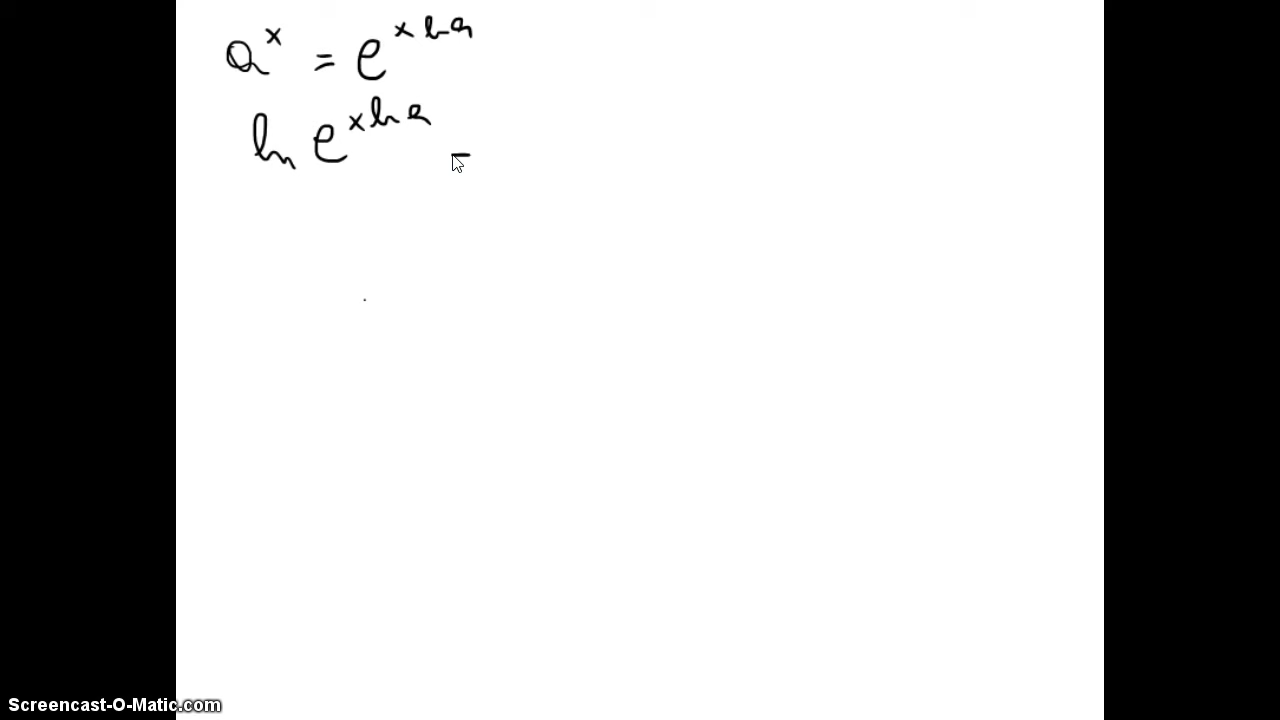 a^x = e^{x ln a}
ln e^{x ln a} =
Screencast-O-Matic.com